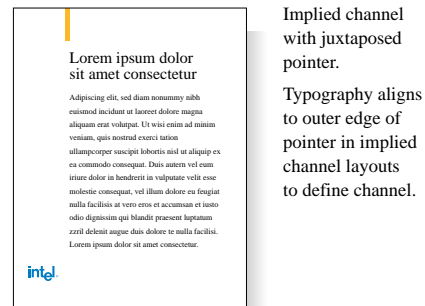 Lorem ipsum dolor
sit amet consectetur
Adipiscing elit, sed diam nonummy nibh
euismod incidunt ut laoreet dolore magna
aliquam erat volutpat. Ut wisi enim ad minim
veniam, quis nostrud exerci tation
ullampcorper suscipit lobortis nisl ut aliquip ex
ea commodo consequat. Duis autern vel eum
iriure dolor in hendrerit in vulputate velit esse
molestie consequat, vel illum dolore eu feugiat
nulla facilisis at vero eros et accumsan et iusto
odio dignissim qui blandit praesent luptatum
zzril delenit augue duis dolore te nulla facilisi.
Lorem ipsum dolor sit amet consectetur.
intel.
Implied channel
with juxtaposed
pointer.
Typography aligns
to outer edge of
pointer in implied
channel layouts
to define channel.